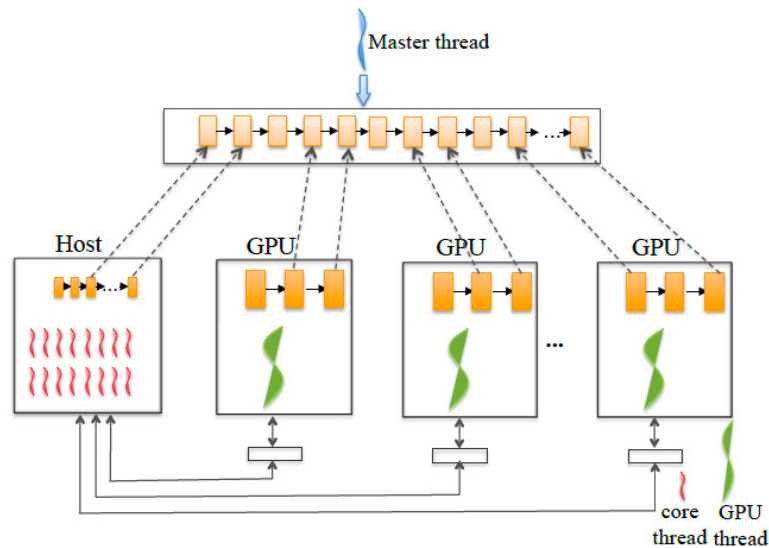 Master thread
...
Host
GPU
GPU
GPU
...
...
core
thread
GPU
thread